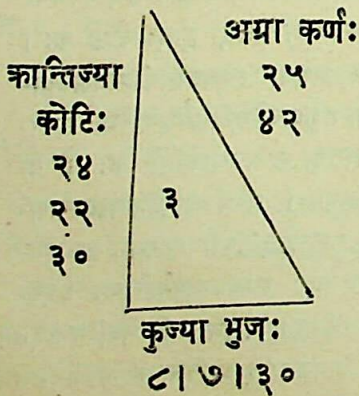 अग्रा कर्णः
२५
४२
क्रान्तिज्या
कोटिः
२४
२२
३०
३
कुज्या भुजः
८।७।३०